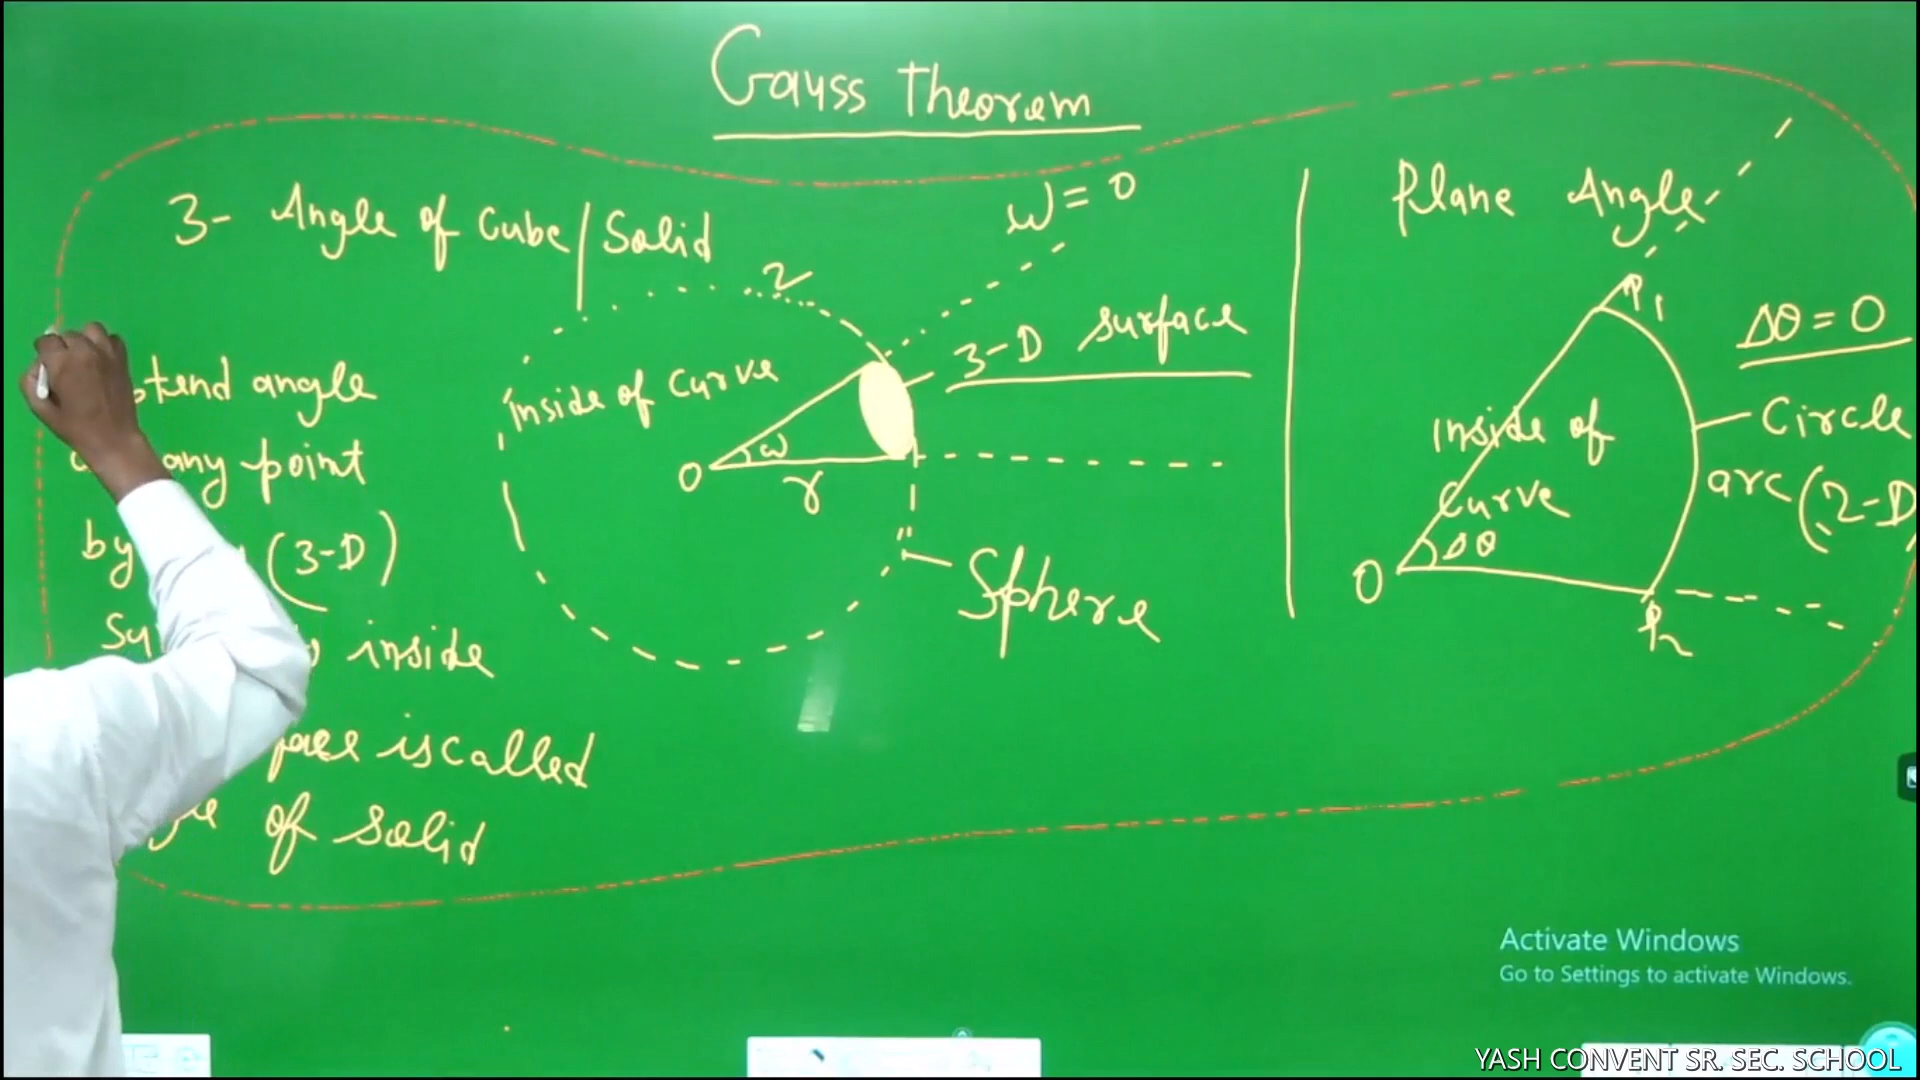 Gauss Theorem
3- Angle of Cube/Solid
angle
any point
by (3-D)
inside
is called
of solid
inside of Curve
O
ω
r
ω = 0
3-D surface
Sphere
Plane Angle
P1
Δθ = 0
inside of
Curve
Circle
arc (2-D
O
Δθ
P2
Activate Windows
Go to Settings to activate Windows.
YASH CONVENT SR. SEC. SCHOOL